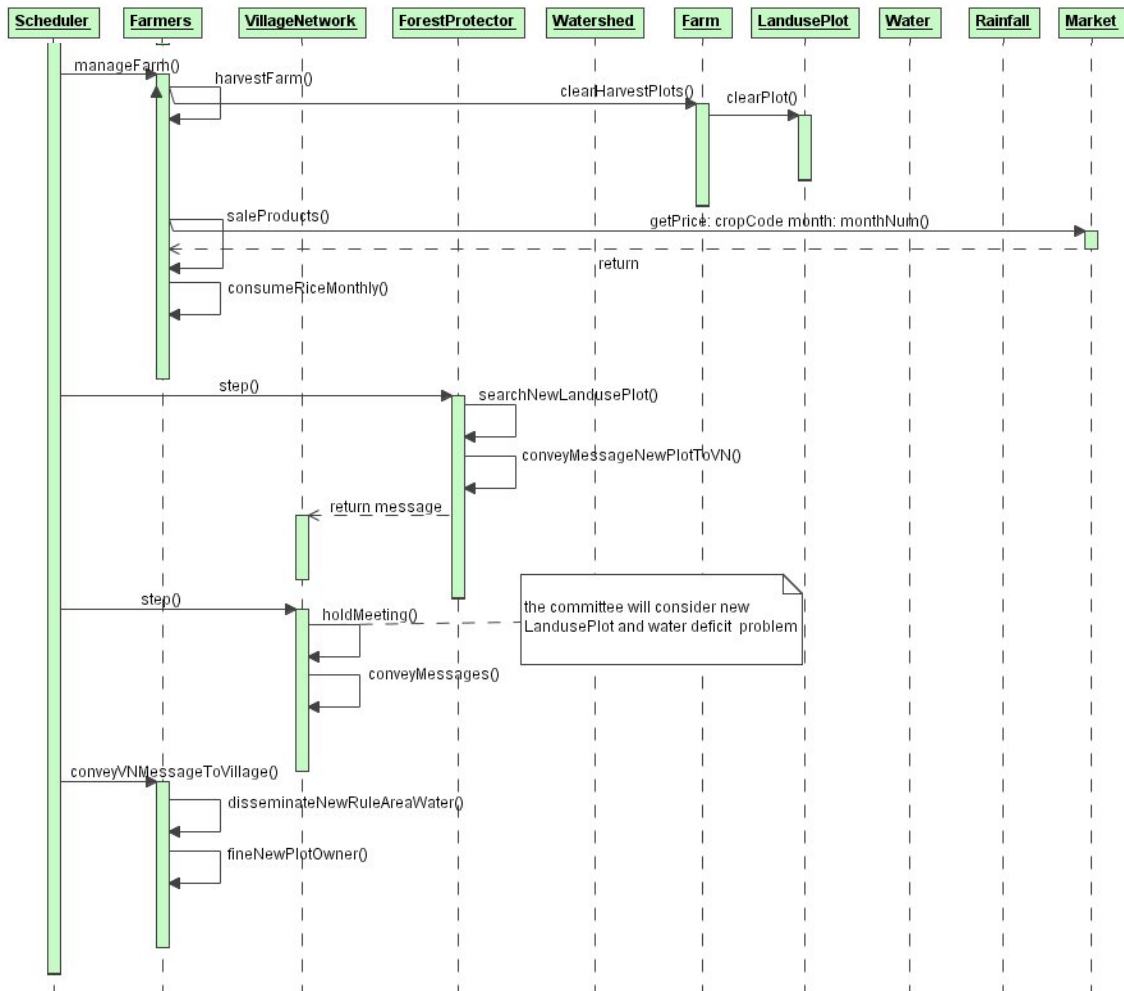 Scheduler
Farmers
VillageNetwork
ForestProtector
Watershed
Farm
LandusePlot
Water
Rainfall
Market
manageFarm()
harvestFarm()
clearHarvestPlots()
clearPlot()
saleProducts()
getPrice: cropCode month: monthNum()
return
consumeRiceMonthly()
step()
searchNewLandusePlot()
conveyMessageNewPlotToVN()
return message
step()
holdMeeting()
the committee will consider new
LandusePlot and water deficit problem
conveyMessages()
conveyVNMessageToVillage()
disseminateNewRuleAreaWater()
fineNewPlotOwner()